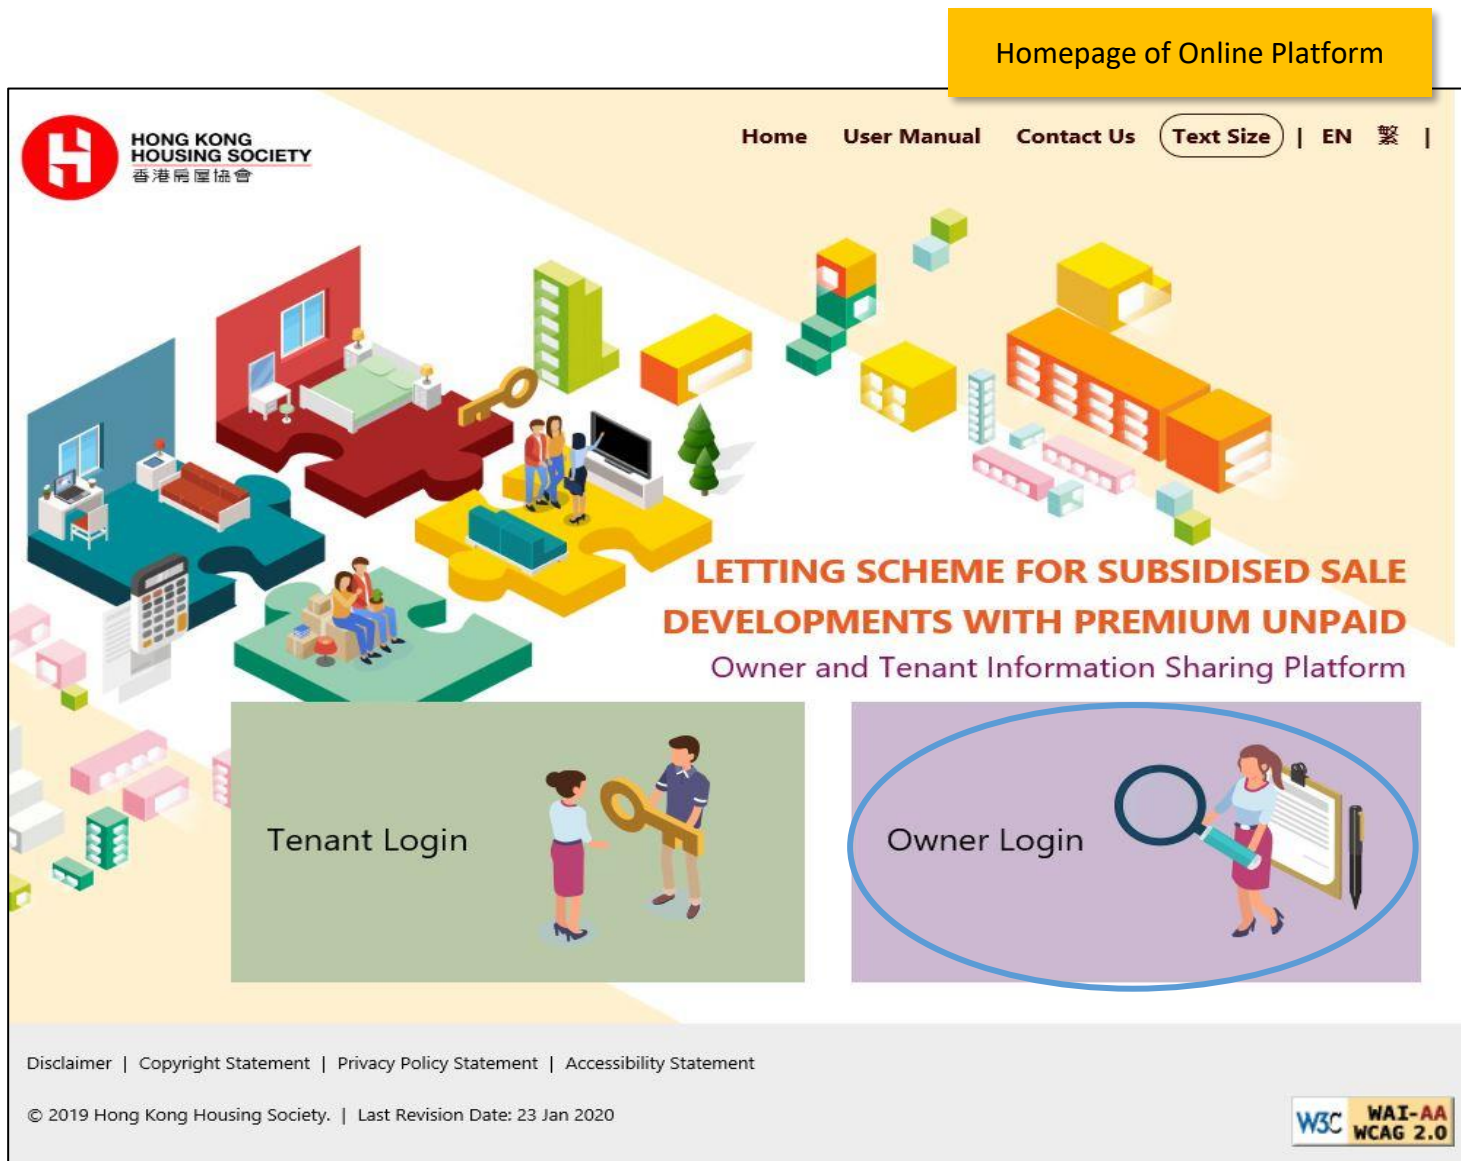 Homepage of Online Platform
HONG KONG
HOUSING SOCIETY
香港房屋協會
Home User Manual Contact Us Text Size | EN 繁 |
LETTING SCHEME FOR SUBSIDISED SALE
DEVELOPMENTS WITH PREMIUM UNPAID
Owner and Tenant Information Sharing Platform
Tenant Login
Owner Login
Disclaimer | Copyright Statement | Privacy Policy Statement | Accessibility Statement
© 2019 Hong Kong Housing Society. | Last Revision Date: 23 Jan 2020
W3C WAI-AA
WCAG 2.0